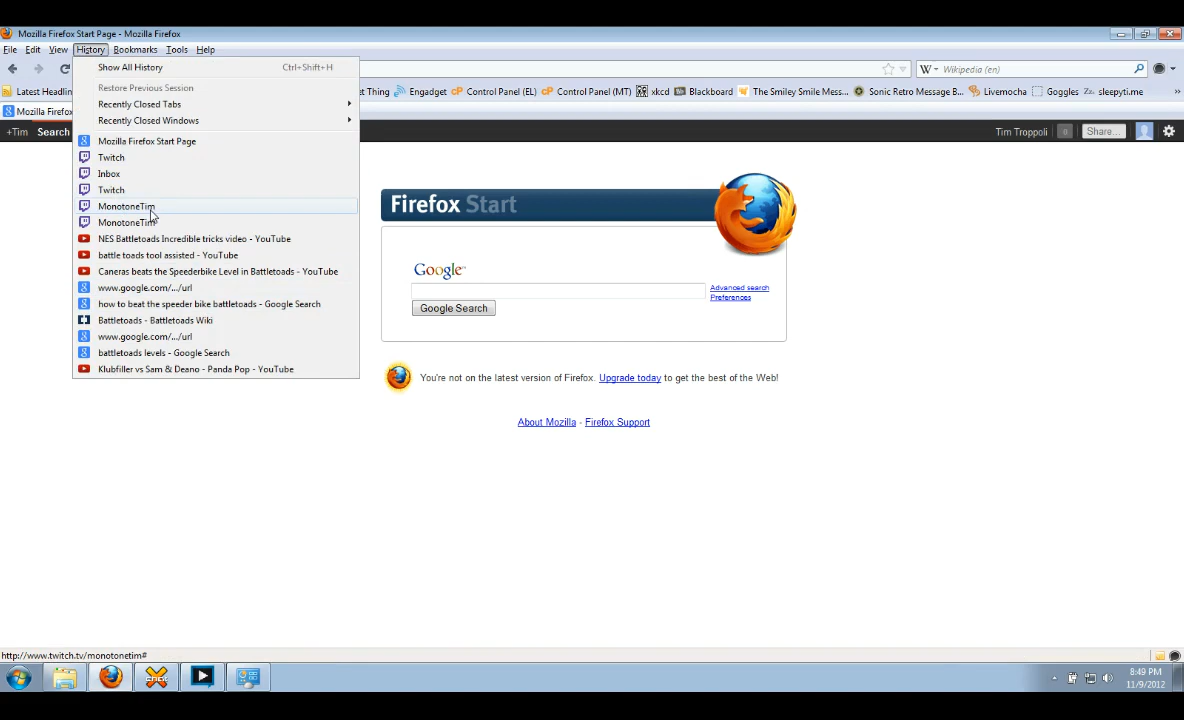 Mozilla Firefox Start Page - Mozilla Firefox
File Edit View History Bookmarks Tools Help
Show All History Ctrl+Shift+H
Restore Previous Session
Recently Closed Tabs
Recently Closed Windows
Mozilla Firefox Start Page
Twitch
Inbox
Twitch
MonotoneTim
MonotoneTim
NES Battletoads Incredible tricks video - YouTube
battle toads tool assisted - YouTube
Caneras beats the Speederbike Level in Battletoads - YouTube
www.google.com/.../url
how to beat the speeder bike battletoads - Google Search
Battletoads - Battletoads Wiki
www.google.com/.../url
battletoads levels - Google Search
Klubfiller vs Sam & Deano - Panda Pop - YouTube
W Wikipedia (en)
Latest Headlin
t Thing Engadget cP Control Panel (EL) cP Control Panel (MT) xkcd Bb Blackboard The Smiley Smile Mess... Sonic Retro Message B... Livemocha Goggles Zz. sleepyti.me »
Mozilla Firefox
+Tim Search
Tim Troppoli 0 Share...
Firefox Start
Google™
Advanced search
Preferences
Google Search
You're not on the latest version of Firefox. Upgrade today to get the best of the Web!
About Mozilla - Firefox Support
http://www.twitch.tv/monotonetim#
8:49 PM
11/9/2012